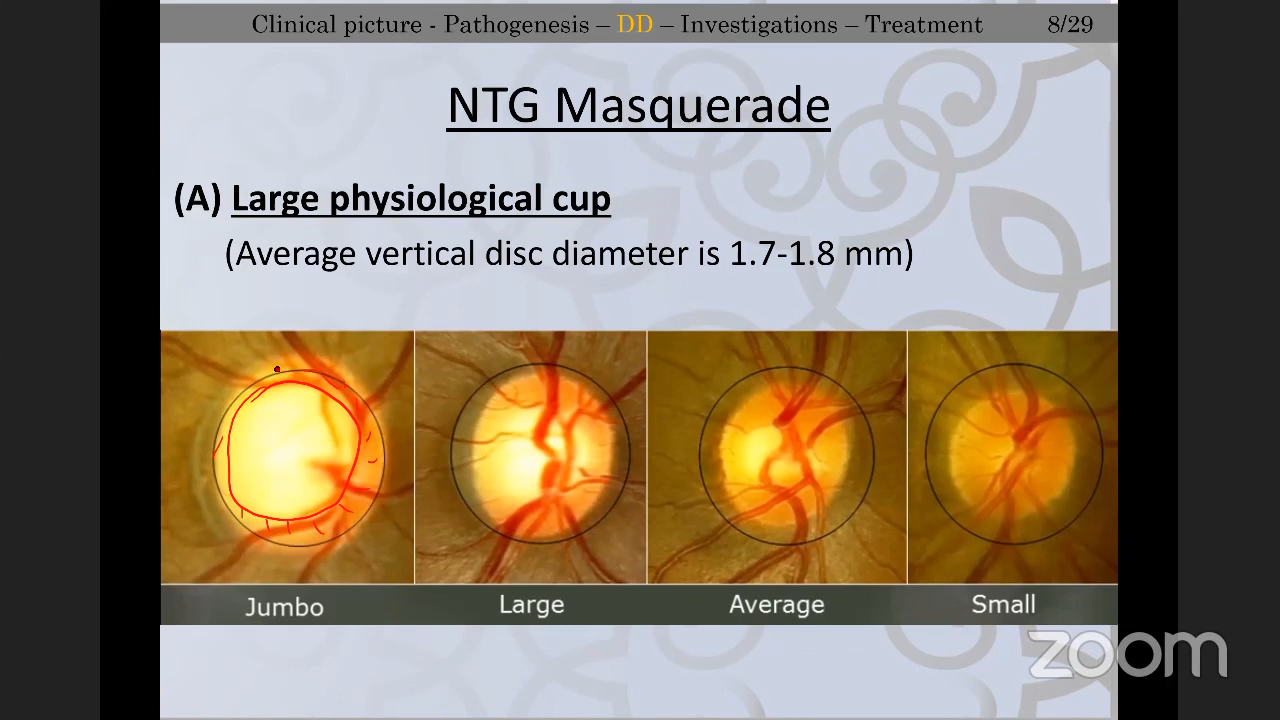 Clinical picture - Pathogenesis – DD – Investigations – Treatment 8/29
NTG Masquerade
(A) Large physiological cup
(Average vertical disc diameter is 1.7-1.8 mm)
Jumbo Large Average Small
zoom